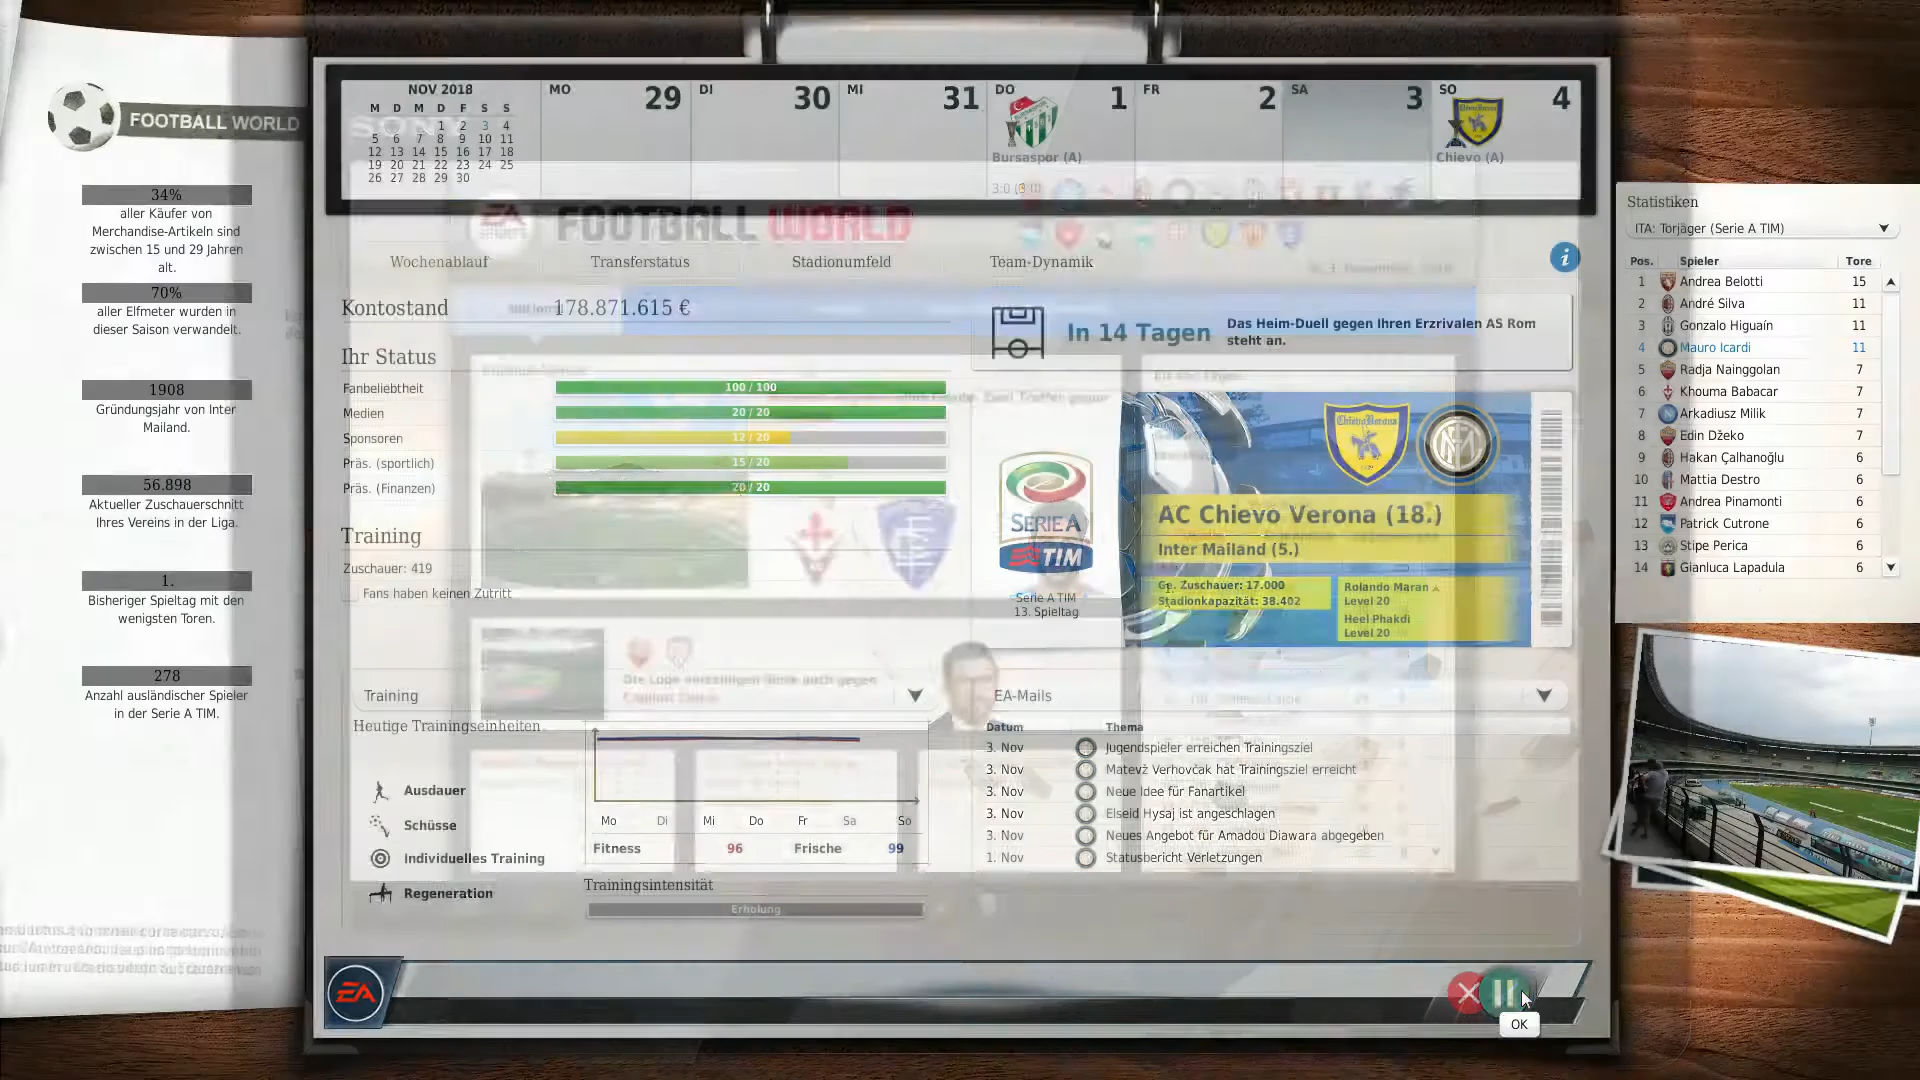 FOOTBALL WORLD
34%
aller Käufer von
Merchandise-Artikeln sind
zwischen 15 und 29 Jahren
alt.
70%
aller Elfmeter wurden in
dieser Saison verwandelt.
1908
Gründungsjahr von Inter
Mailand.
56.898
Aktueller Zuschauerschnitt
Ihres Vereins in der Liga.
1.
Bisheriger Spieltag mit den
wenigsten Toren.
278
Anzahl ausländischer Spieler
in der Serie A TIM.
NOV 2018
M D M D F S S
1 2 3 4
5 6 7 8 9 10 11
12 13 14 15 16 17 18
19 20 21 22 23 24 25
26 27 28 29 30
MO 29
DI 30
MI 31
DO 1
Bursaspor (A)
FR 2
SA 3
SO 4
Chievo (A)
SONY
EA
FOOTBALL WORLD
Wochenablauf
Transferstatus
Stadionumfeld
Team-Dynamik
Kontostand 178.871.615 €
Ihr Status
Fanbeliebtheit 100 / 100
Medien 20 / 20
Sponsoren 12 / 20
Präs. (sportlich) 15 / 20
Präs. (Finanzen) 20 / 20
Training
Zuschauer: 419
Fans haben keinen Zutritt
In 14 Tagen
Das Heim-Duell gegen Ihren Erzrivalen AS Rom
steht an.
SERIE A
TIM
Serie A TIM
13. Spieltag
AC Chievo Verona (18.)
Inter Mailand (5.)
Ge. Zuschauer: 17.000
Stadionkapazität: 38.402
Rolando Maran
Level 20
Heel Phakdi
Level 20
Training
Heutige Trainingseinheiten
Ausdauer
Schüsse
Individuelles Training
Regeneration
Mo Di Mi Do Fr Sa So
Fitness 96 Frische 99
Trainingsintensität
Erholung
EA-Mails
Datum Thema
3. Nov Jugendspieler erreichen Trainingsziel
3. Nov Matevž Verhovčak hat Trainingsziel erreicht
3. Nov Neue Idee für Fanartikel
3. Nov Elseid Hysaj ist angeschlagen
3. Nov Neues Angebot für Amadou Diawara abgegeben
1. Nov Statusbericht Verletzungen
Statistiken
ITA: Torjäger (Serie A TIM)
Pos. Spieler Tore
1 Andrea Belotti 15
2 André Silva 11
3 Gonzalo Higuaín 11
4 Mauro Icardi 11
5 Radja Nainggolan 7
6 Khouma Babacar 7
7 Arkadiusz Milik 7
8 Edin Džeko 7
9 Hakan Çalhanoğlu 6
10 Mattia Destro 6
11 Andrea Pinamonti 6
12 Patrick Cutrone 6
13 Stipe Perica 6
14 Gianluca Lapadula 6
EA
OK